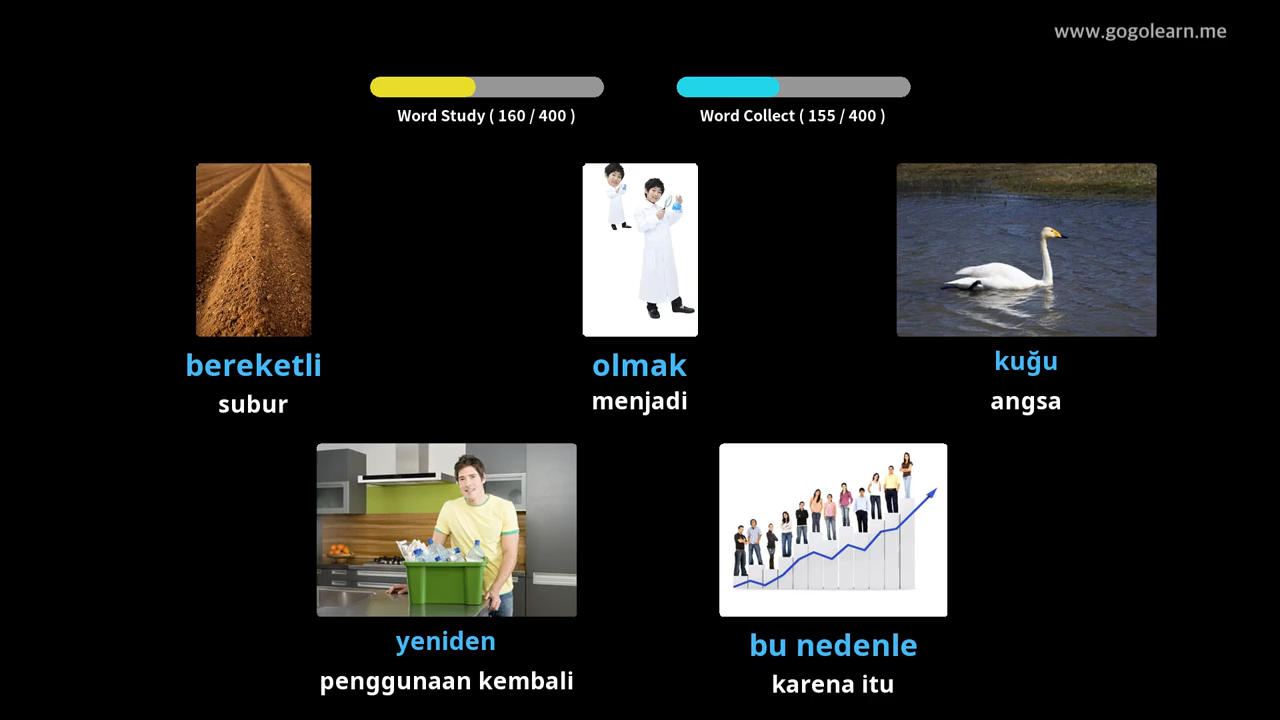 www.gogolearn.me
Word Study ( 160 / 400 )
Word Collect ( 155 / 400 )
bereketli
subur
olmak
menjadi
kuğu
angsa
yeniden
penggunaan kembali
bu nedenle
karena itu